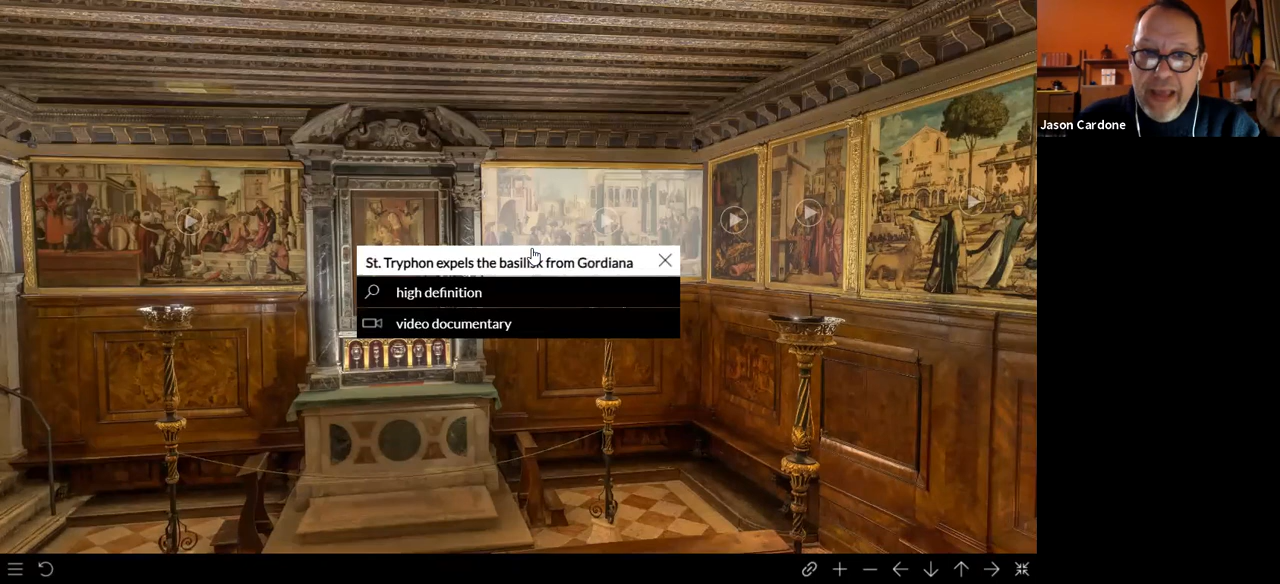 Jason Cardone
St. Tryphon expels the basilisk from Gordiana
high definition
video documentary